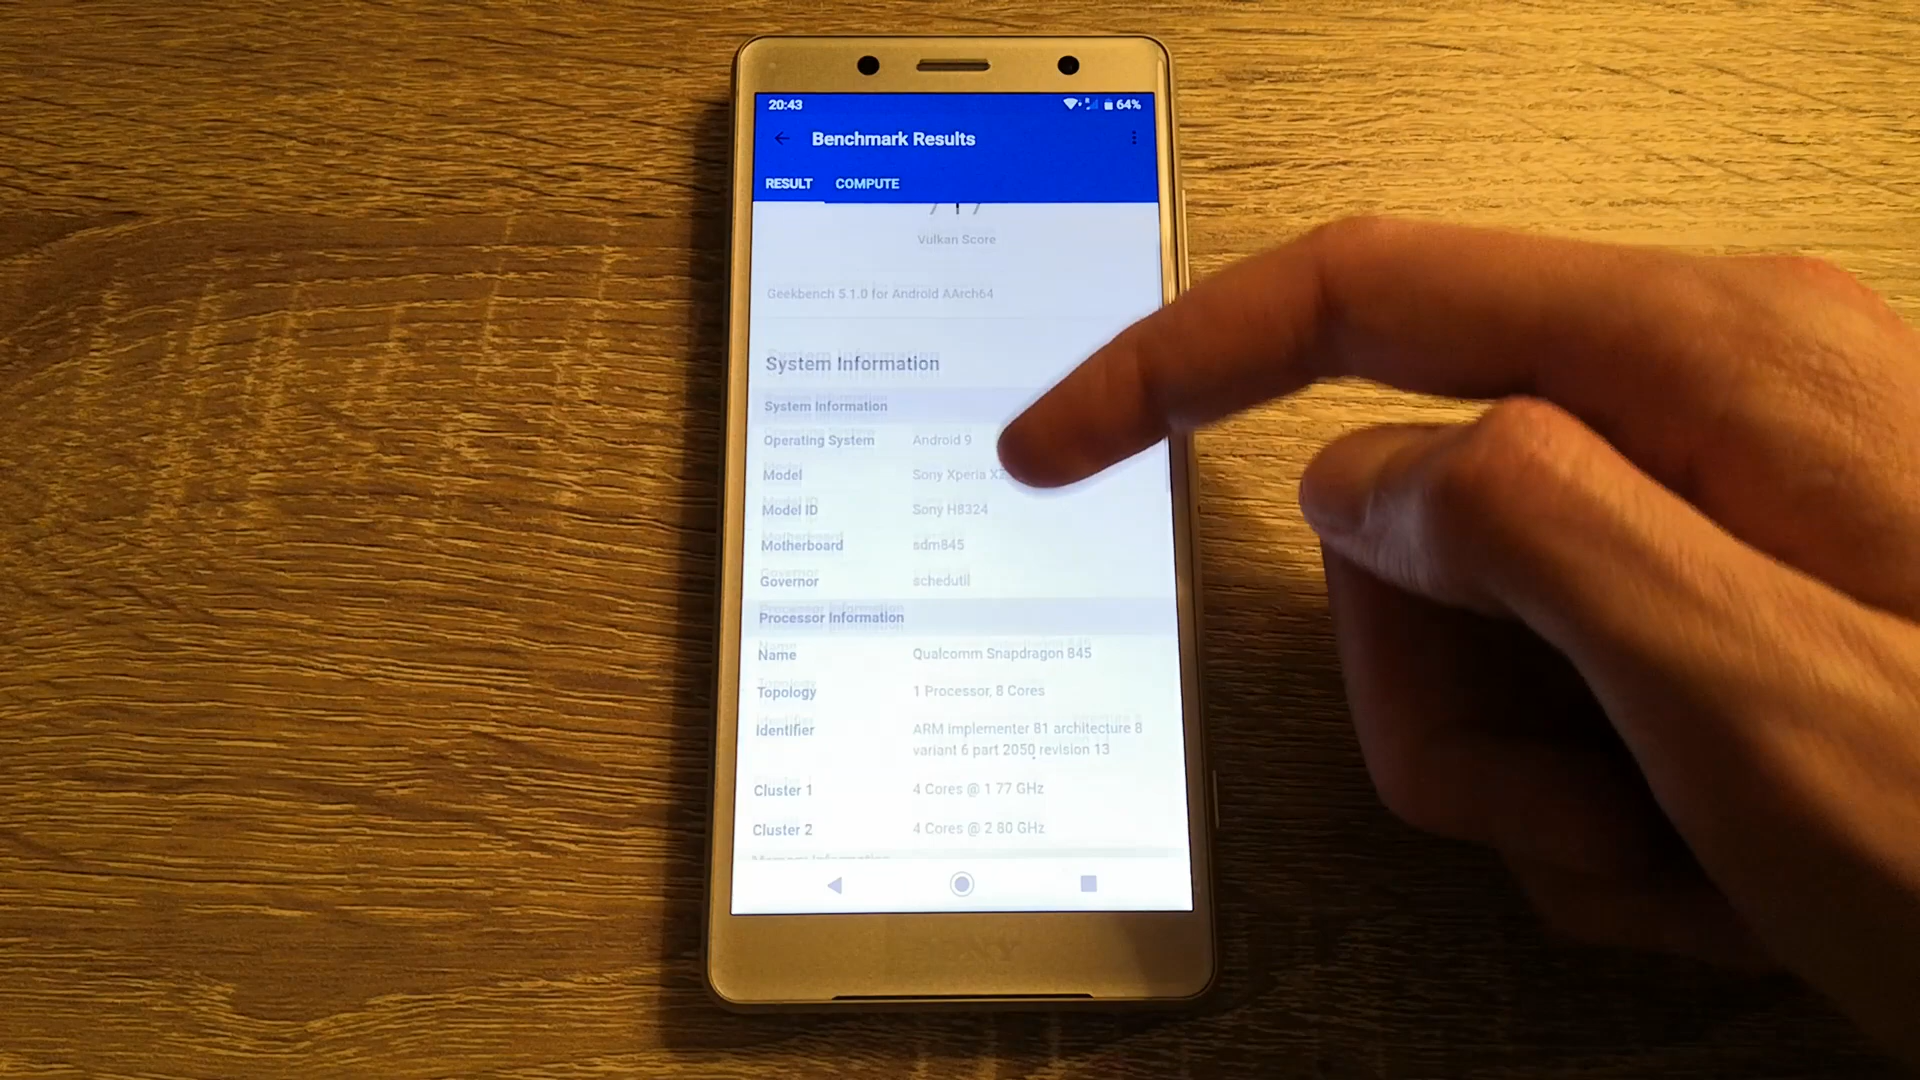 20:43
64%
Benchmark Results
RESULT COMPUTE
Vulkan Score
Geekbench 5.1.0 for Android AArch64
System Information
System Information
Operating System Android 9
Model Sony Xperia
Model ID Sony H8324
Motherboard sdm845
Governor schedutil
Processor Information
Name Qualcomm Snapdragon 845
Topology 1 Processor, 8 Cores
Identifier ARM implementer 81 architecture 8
variant 6 part 2050 revision 13
Cluster 1 4 Cores @ 1 77 GHz
Cluster 2 4 Cores @ 2 80 GHz
Memory Information
SONY